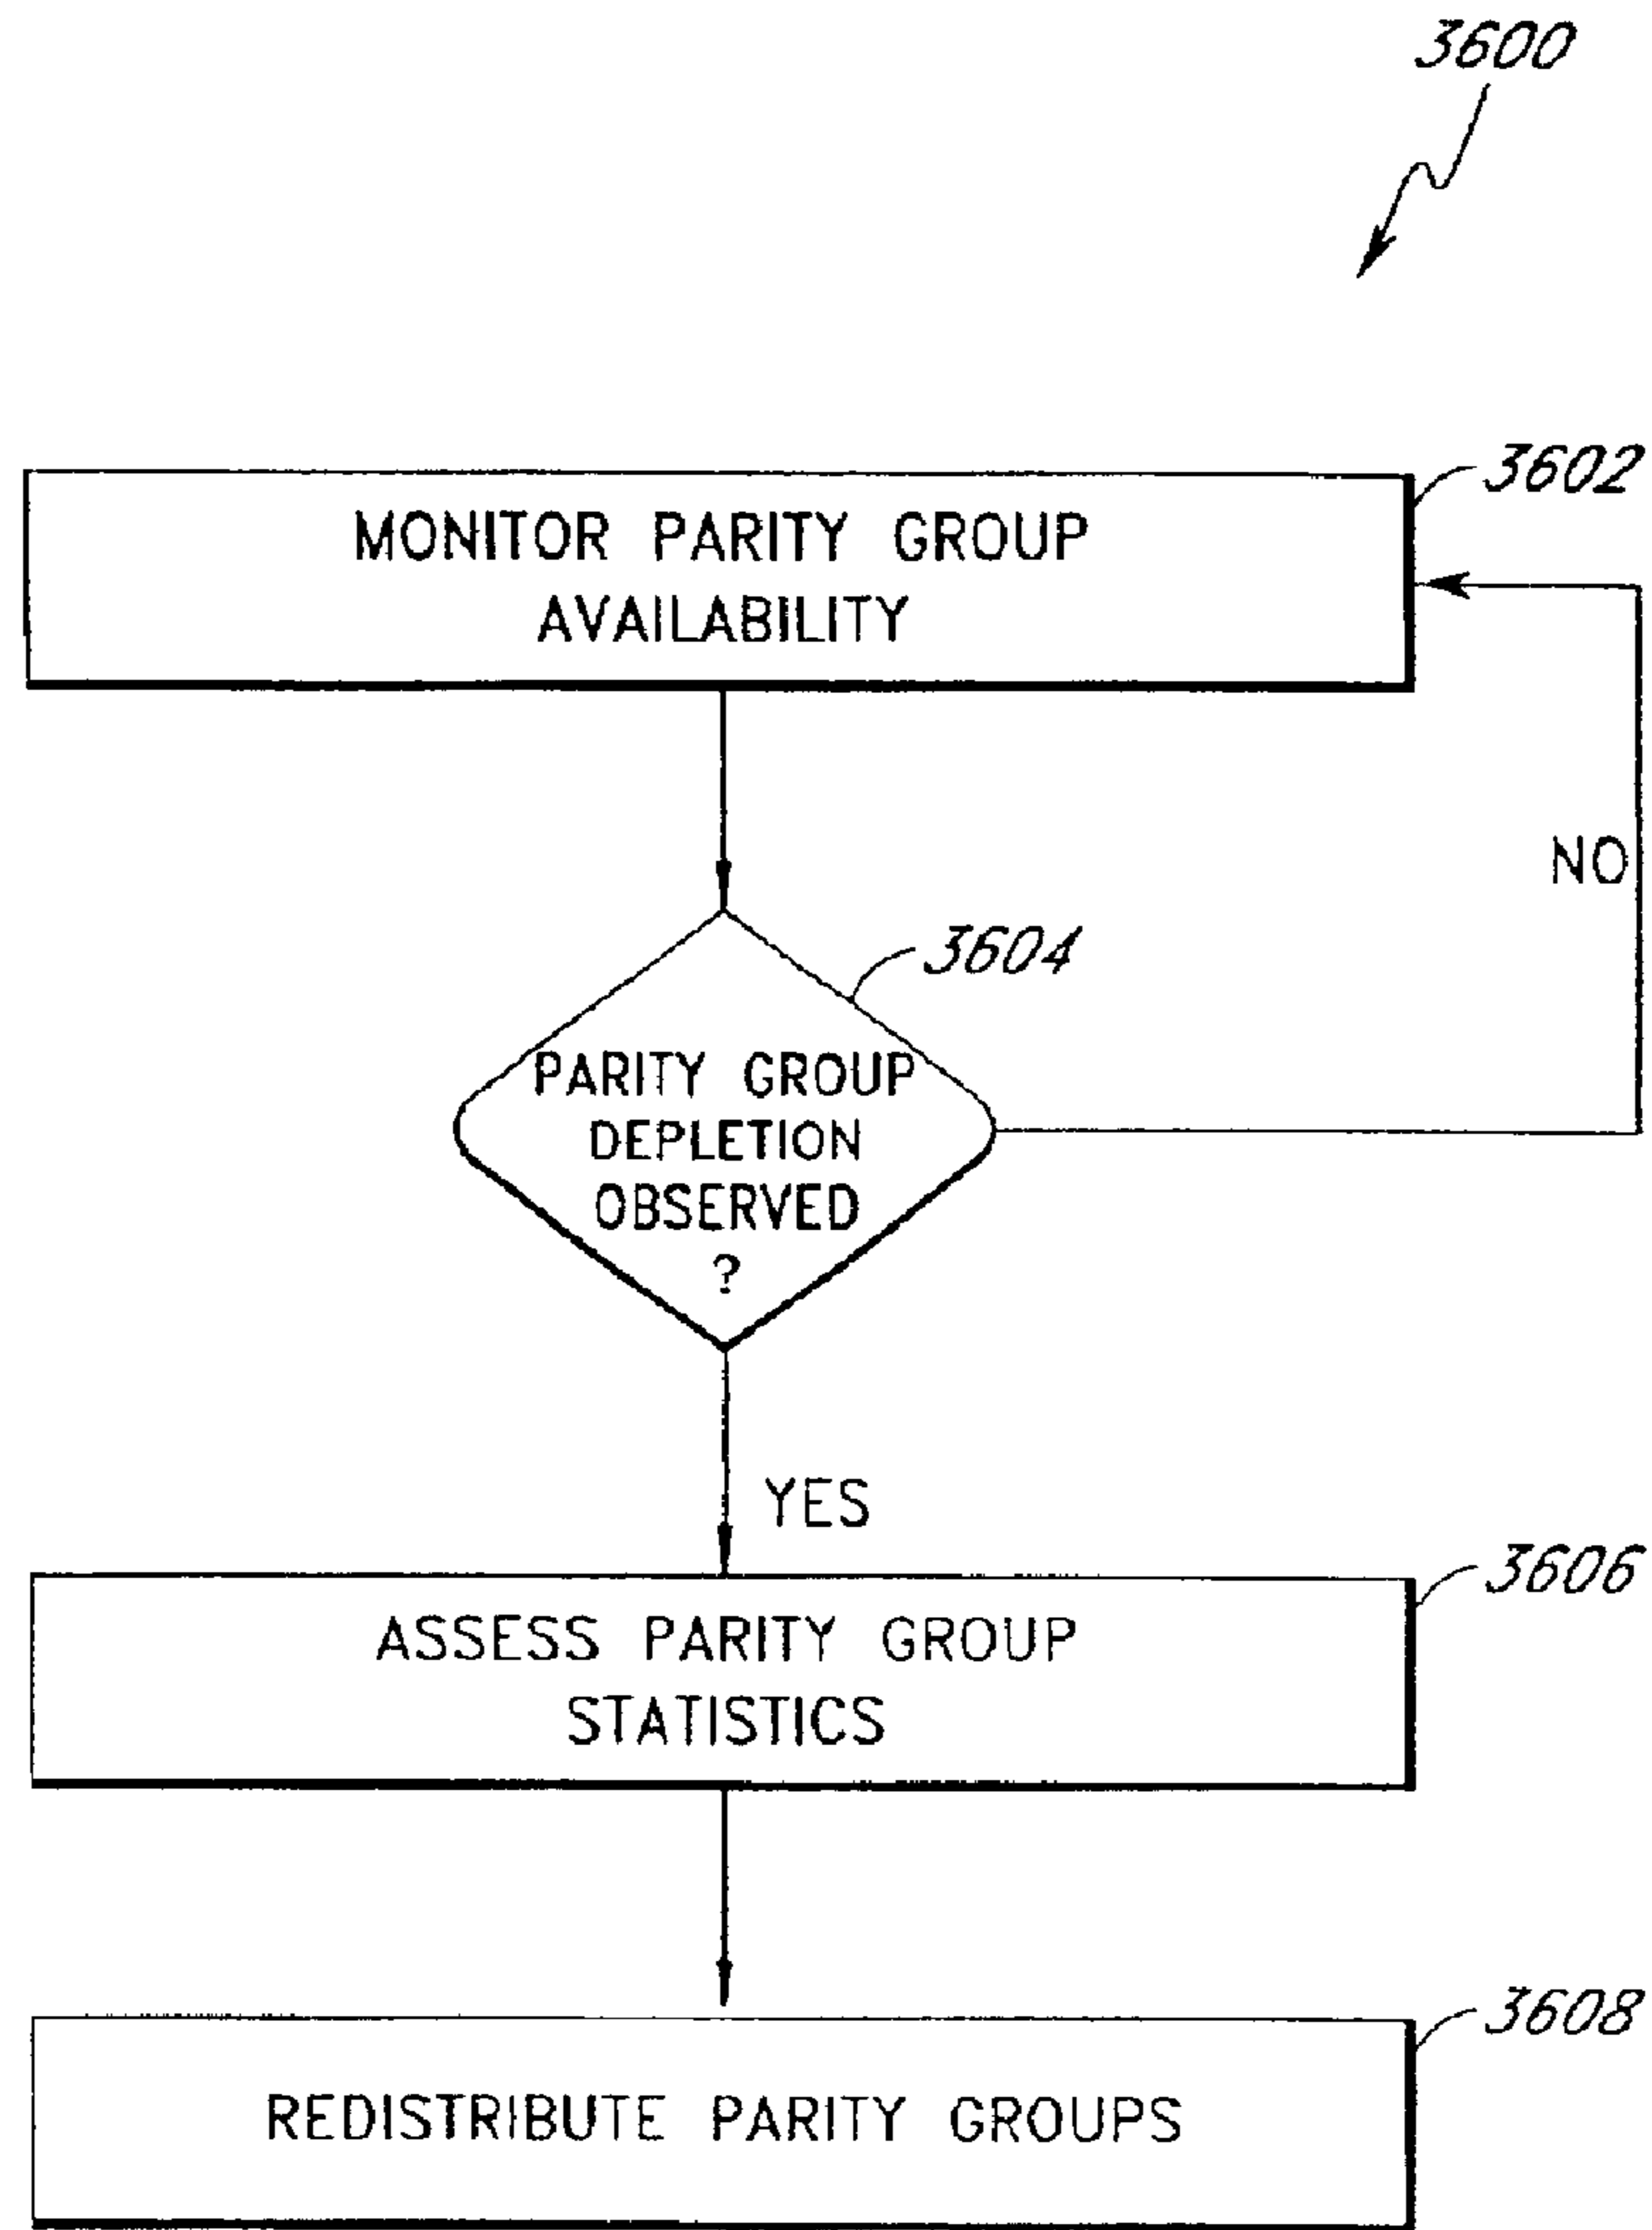 3600
3602
MONITOR PARITY GROUP
AVAILABILITY
NO
3604
PARITY GROUP
DEPLETION
OBSERVED
?
YES
3606
ASSESS PARITY GROUP
STATISTICS
3608
REDISTRIBUTE PARITY GROUPS